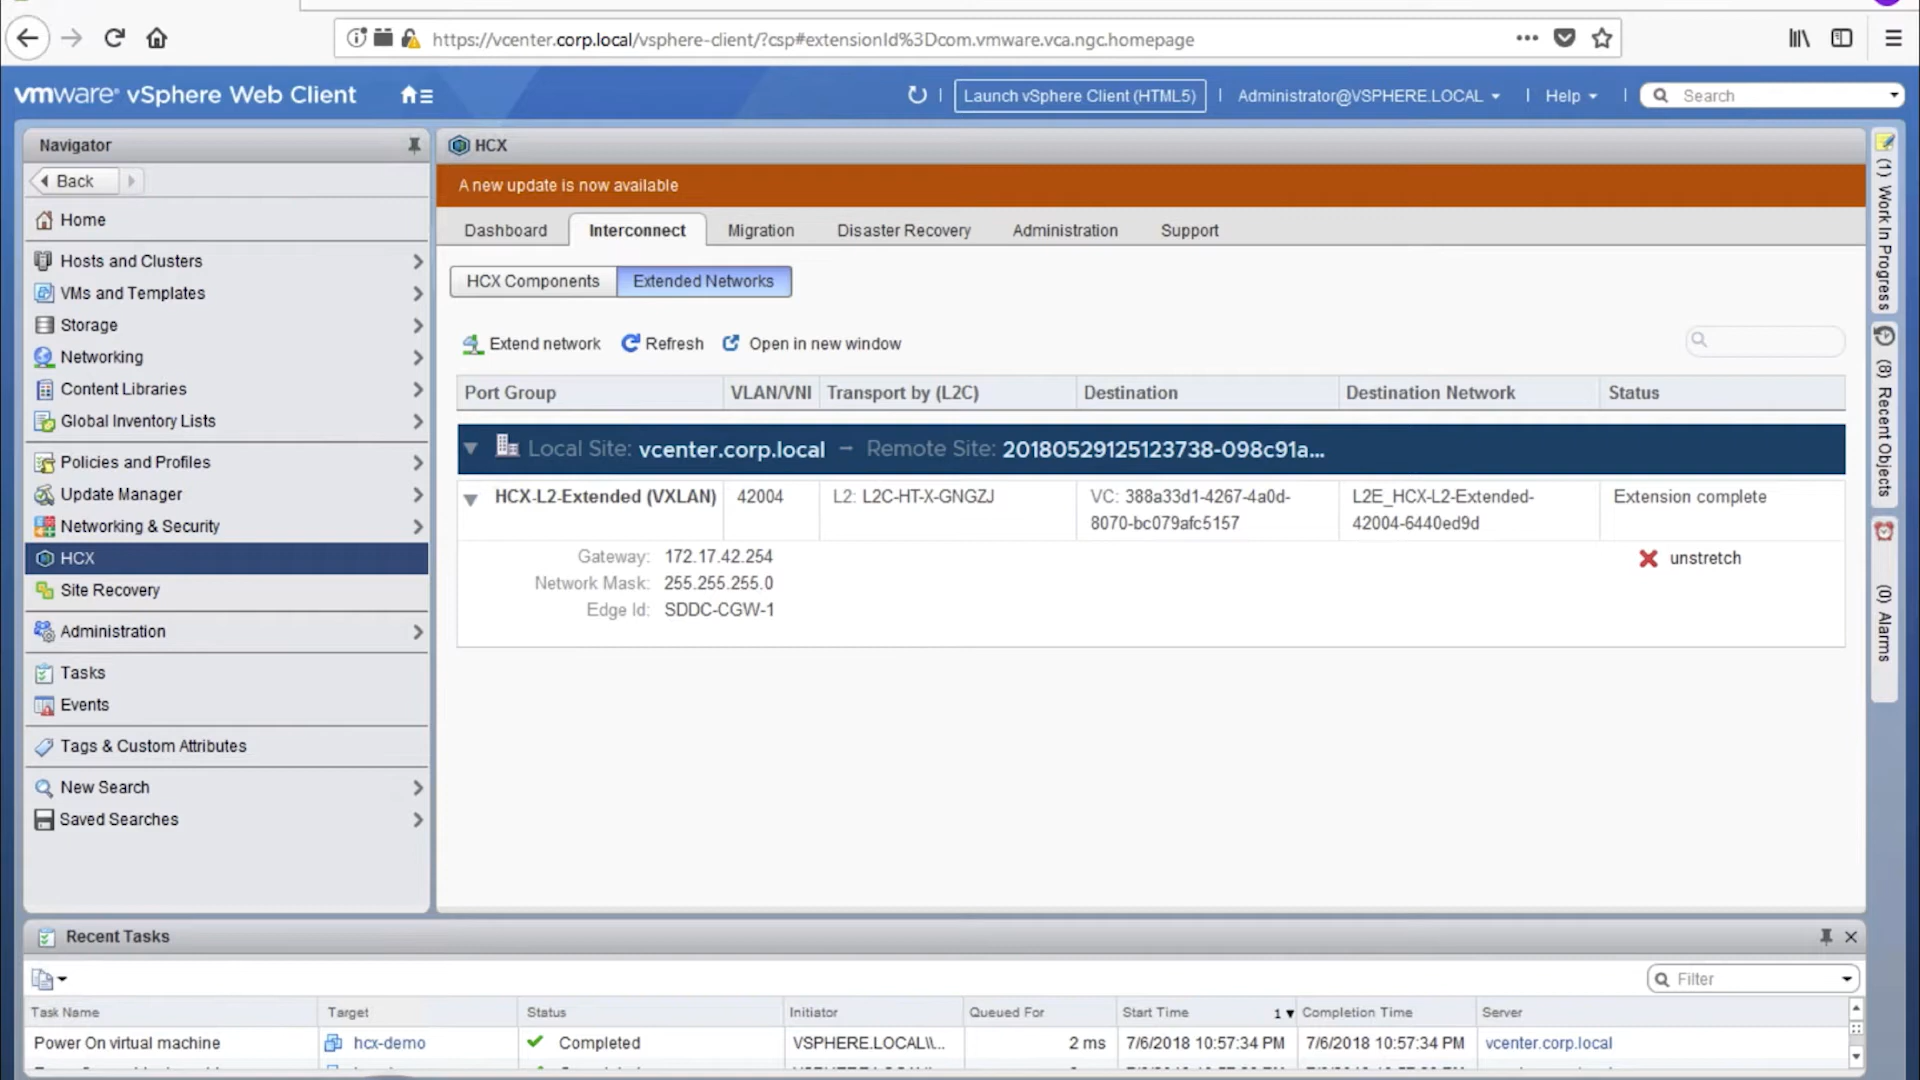 https://vcenter.corp.local/vsphere-client/?csp#extensionId%3Dcom.vmware.vca.ngc.homepage
vmware® vSphere Web Client
Launch vSphere Client (HTML5)
Administrator@VSPHERE.LOCAL
Help
Search
Navigator
Back
Home
Hosts and Clusters
VMs and Templates
Storage
Networking
Content Libraries
Global Inventory Lists
Policies and Profiles
Update Manager
Networking & Security
HCX
Site Recovery
Administration
Tasks
Events
Tags & Custom Attributes
New Search
Saved Searches
HCX
A new update is now available
Dashboard Interconnect Migration Disaster Recovery Administration Support
HCX Components Extended Networks
Extend network Refresh Open in new window
Port Group VLAN/VNI Transport by (L2C) Destination Destination Network Status
Local Site: vcenter.corp.local – Remote Site: 20180529125123738-098c91a...
HCX-L2-Extended (VXLAN) 42004 L2: L2C-HT-X-GNGZJ VC: 388a33d1-4267-4a0d- L2E_HCX-L2-Extended- Extension complete
8070-bc079afc5157 42004-6440ed9d
Gateway: 172.17.42.254 unstretch
Network Mask: 255.255.255.0
Edge Id: SDDC-CGW-1
(1) Work In Progress
(8) Recent Objects
(0) Alarms
Recent Tasks
Filter
Task Name Target Status Initiator Queued For Start Time 1 Completion Time Server
Power On virtual machine hcx-demo Completed VSPHERE.LOCAL\\... 2 ms 7/6/2018 10:57:34 PM 7/6/2018 10:57:34 PM vcenter.corp.local